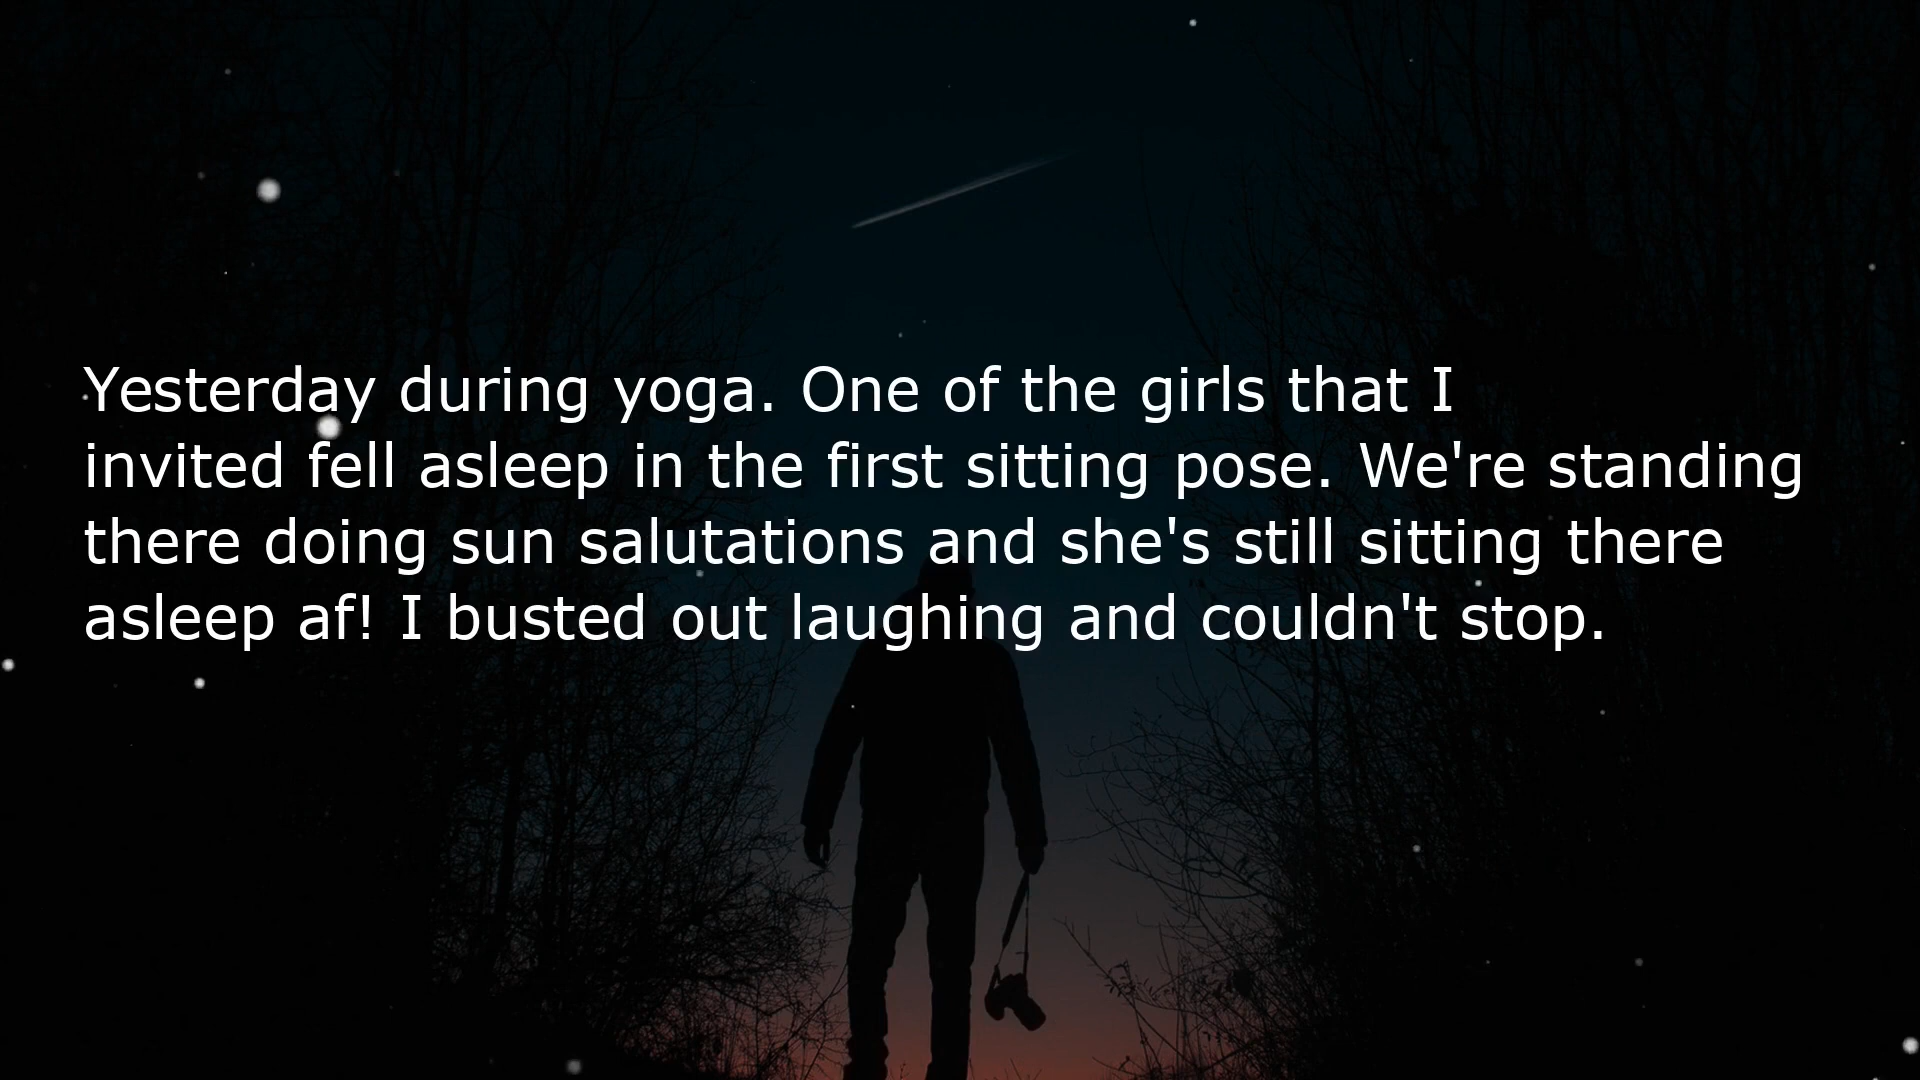 Yesterday during yoga. One of the girls that I
invited fell asleep in the first sitting pose. We're standing
there doing sun salutations and she's still sitting there
asleep af! I busted out laughing and couldn't stop.